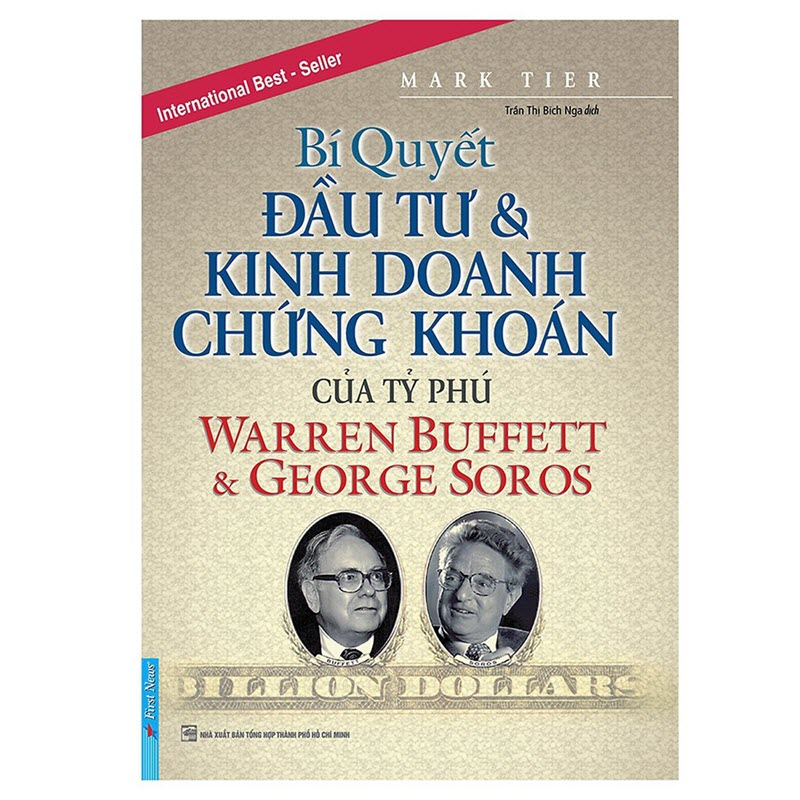 International Best - Seller
MARK TIER
Trần Thị Bích Nga dịch
Bí Quyết
ĐẦU TƯ &
KINH DOANH
CHỨNG KHOÁN
CỦA TỶ PHÚ
WARREN BUFFETT
& GEORGE SOROS
BUFFETT
SOROS
BILLION DOLLARS
First News
NHÀ XUẤT BẢN TỔNG HỢP THÀNH PHỐ HỒ CHÍ MINH